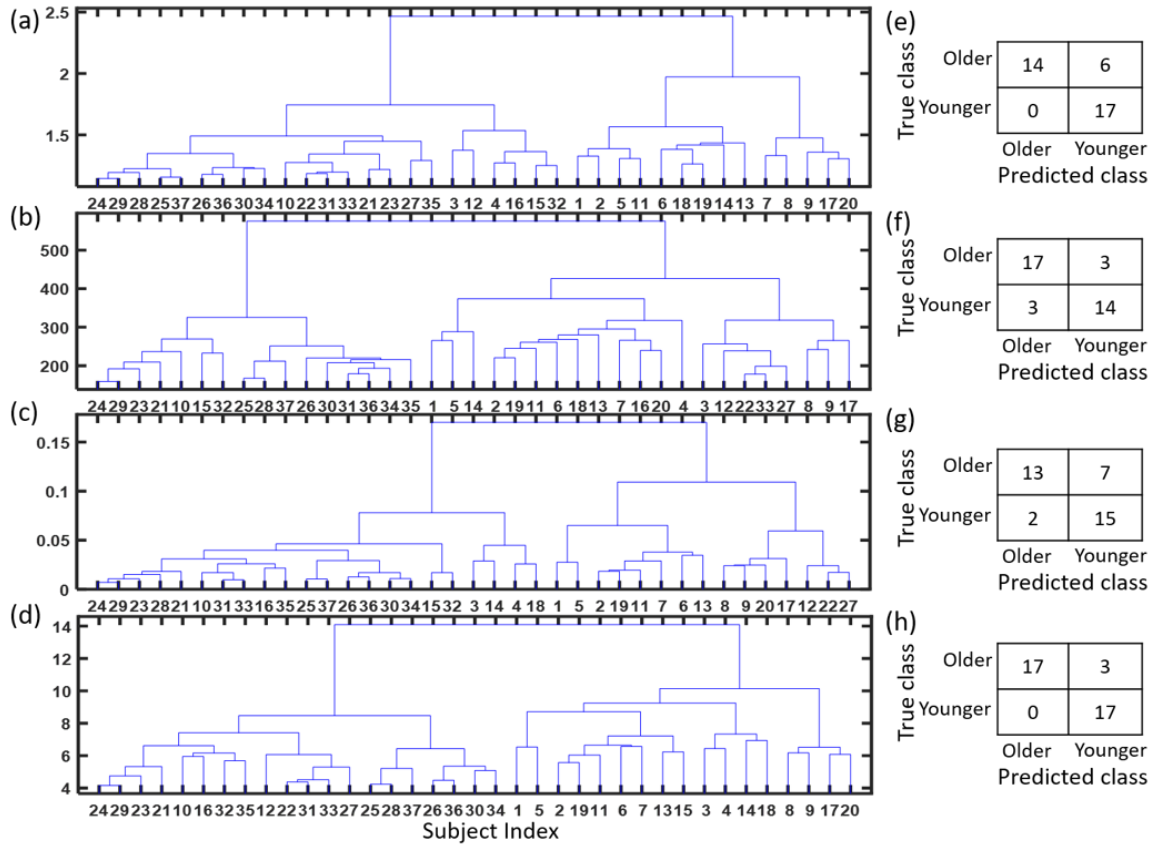 (a)
2.5
2
1.5
24 29 28 25 37 26 36 30 34 10 22 31 33 21 23 27 35 3 12 4 16 15 32 1 2 5 11 6 18 19 14 13 7 8 9 17 20
(e)
True class
Older 14 6
Younger 0 17
Older Younger
Predicted class
(b)
500
400
300
200
24 29 23 21 10 15 32 25 28 37 26 30 31 36 34 35 1 5 14 2 19 11 6 18 13 7 16 20 4 3 12 22 33 27 8 9 17
(f)
True class
Older 17 3
Younger 3 14
Older Younger
Predicted class
(c)
0.15
0.1
0.05
0
24 29 23 28 21 10 31 33 16 35 25 37 26 36 30 34 15 32 3 14 4 18 1 5 2 19 11 7 6 13 8 9 20 17 12 22 27
(g)
True class
Older 13 7
Younger 2 15
Older Younger
Predicted class
(d)
14
12
10
8
6
4
24 29 23 21 10 16 32 35 12 22 31 33 27 25 28 37 26 36 30 34 1 5 2 19 11 6 7 13 15 3 4 14 18 8 9 17 20
Subject Index
(h)
True class
Older 17 3
Younger 0 17
Older Younger
Predicted class